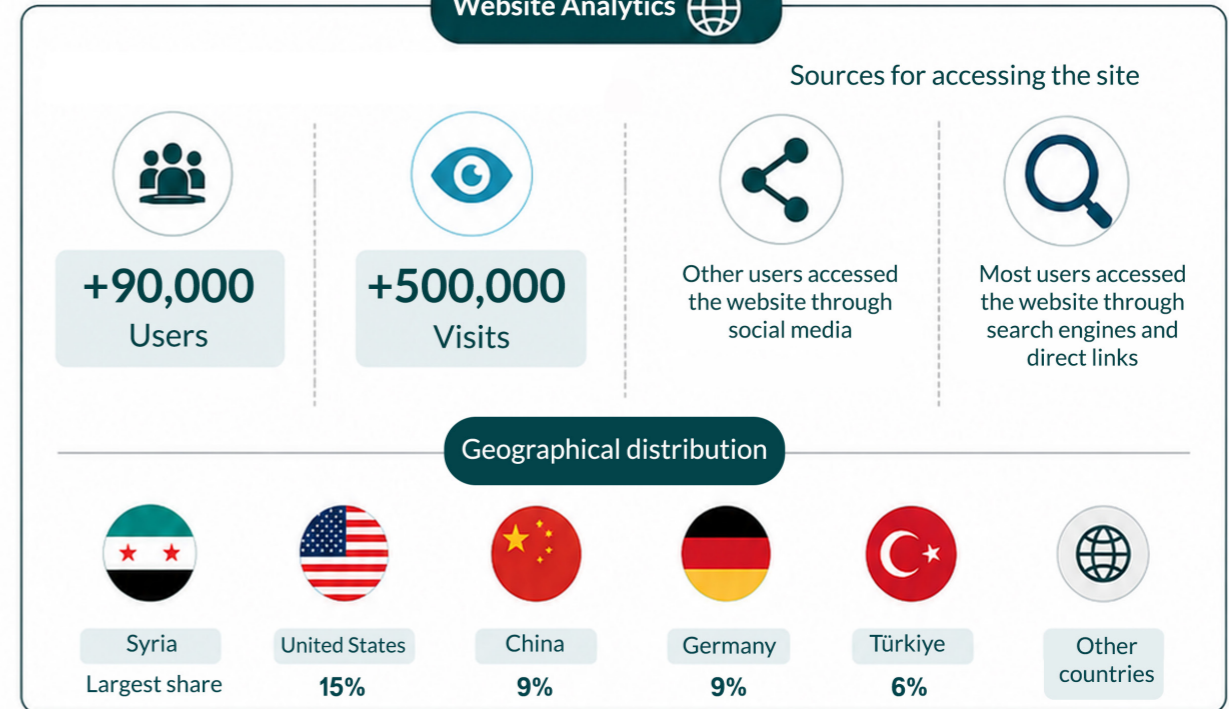 Website Analytics
Sources for accessing the site
+90,000
Users
+500,000
Visits
Other users accessed
the website through
social media
Most users accessed
the website through
search engines and
direct links
Geographical distribution
Syria
Largest share
United States
15%
China
9%
Germany
9%
Türkiye
6%
Other
countries